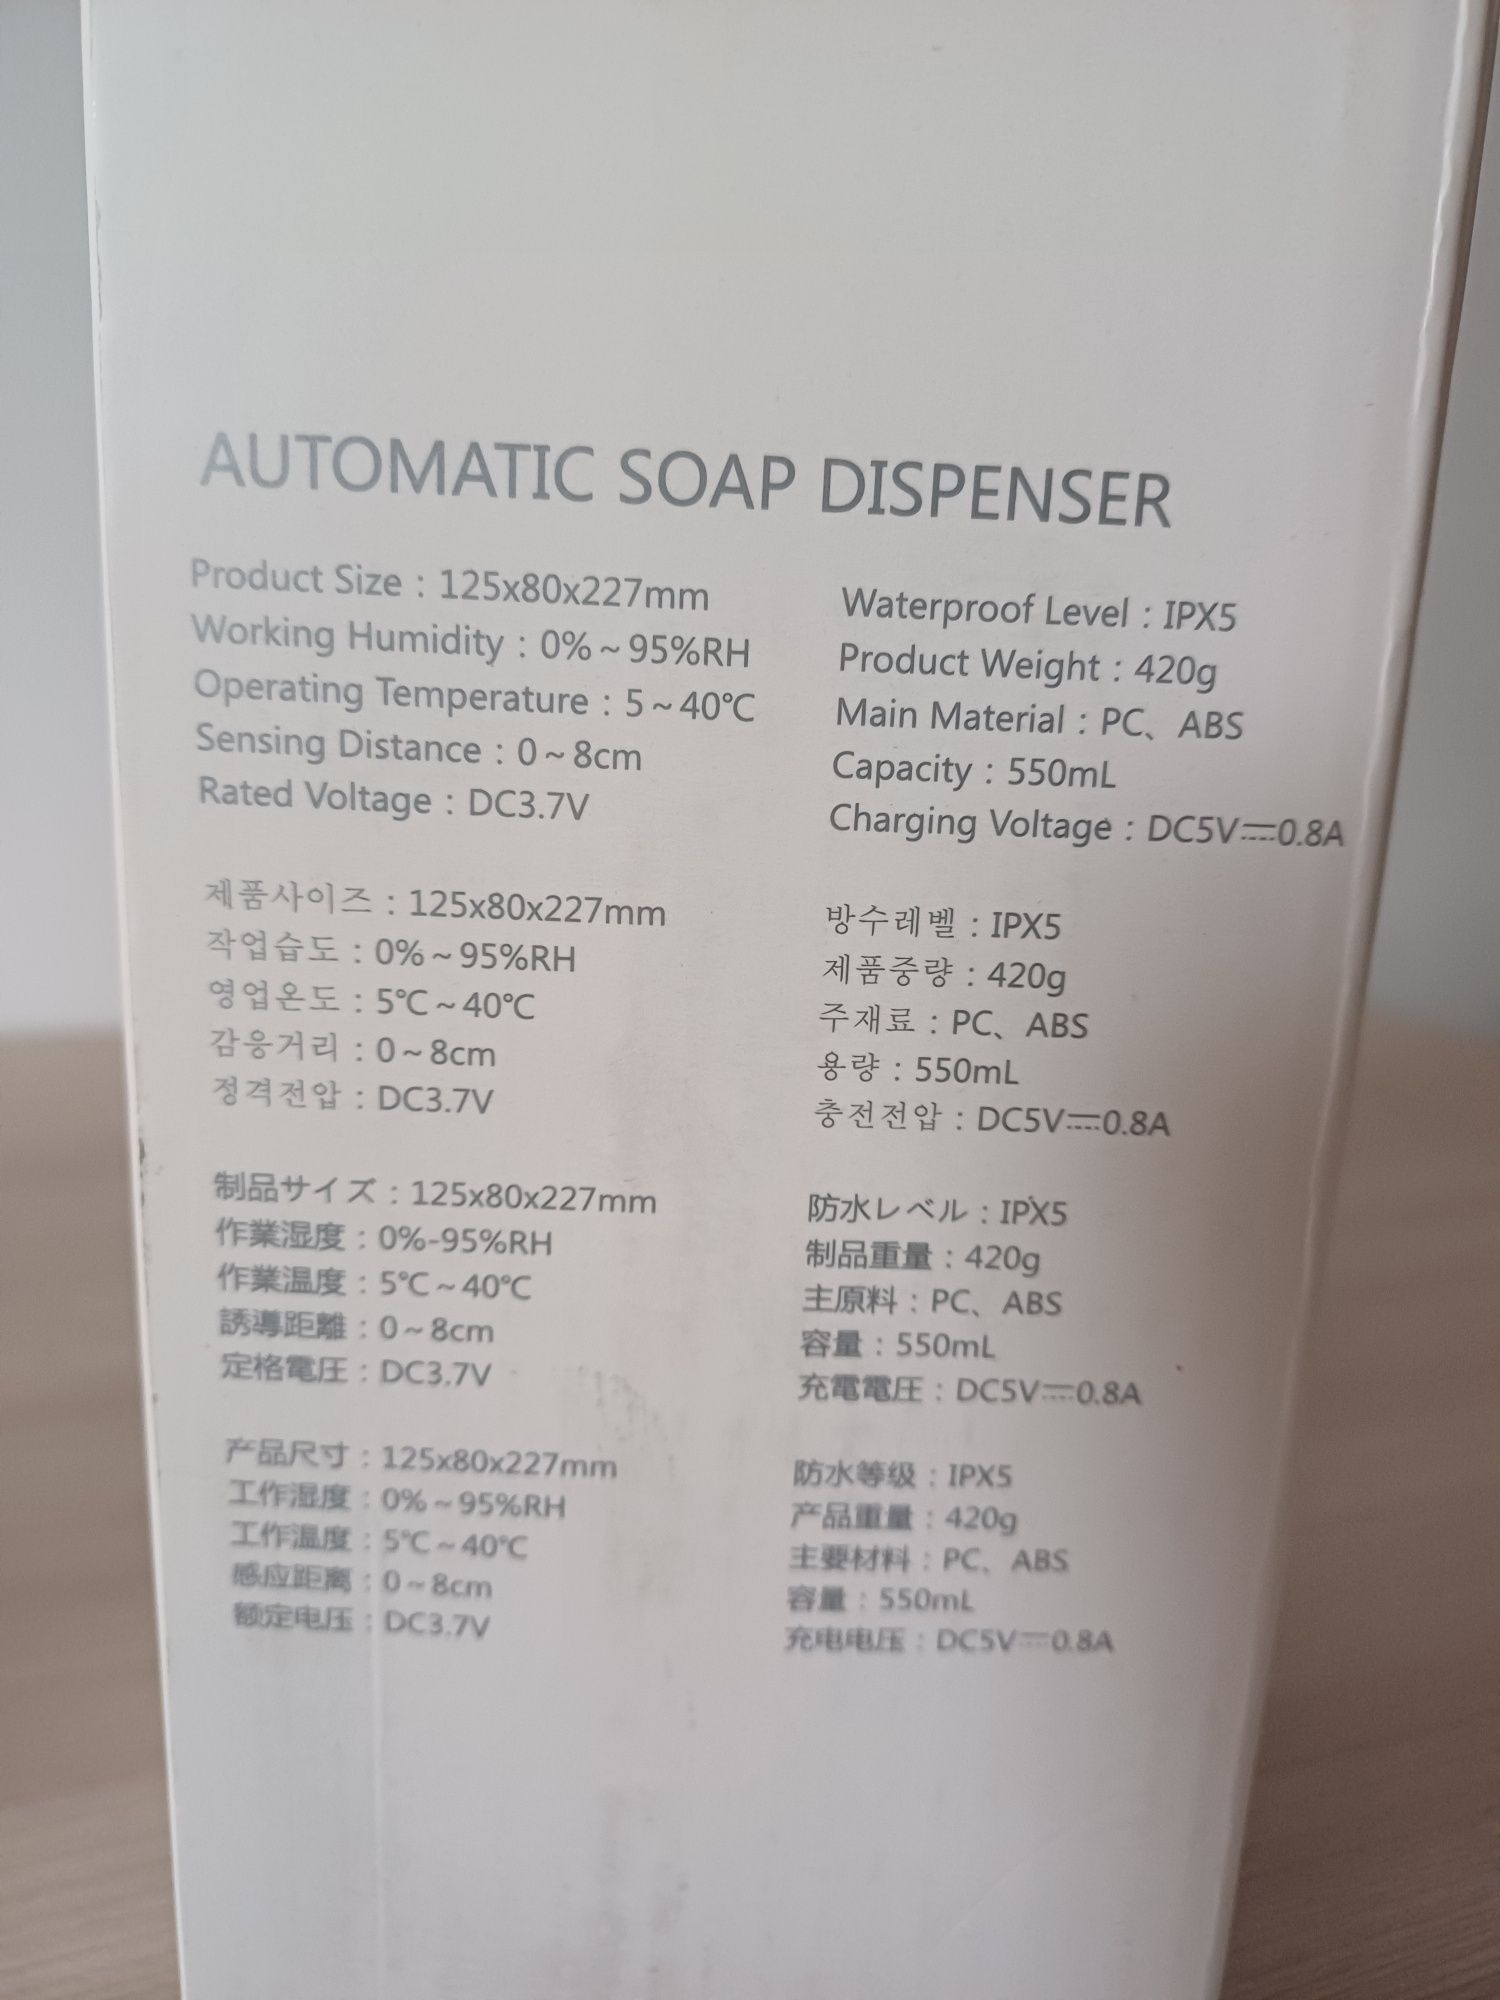 AUTOMATIC SOAP DISPENSER
Product Size : 125x80x227mm
Working Humidity : 0%~95%RH
Operating Temperature : 5~40℃
Sensing Distance : 0~8cm
Rated Voltage : DC3.7V
Waterproof Level : IPX5
Product Weight : 420g
Main Material : PC、ABS
Capacity : 550mL
Charging Voltage : DC5V⎓0.8A
제품사이즈 : 125x80x227mm
작업습도 : 0%~95%RH
영업온도 : 5℃~40℃
감응거리 : 0~8cm
정격전압 : DC3.7V
방수레벨 : IPX5
제품중량 : 420g
주재료 : PC、ABS
용량 : 550mL
충전전압 : DC5V⎓0.8A
制品サイズ : 125x80x227mm
作業湿度 : 0%-95%RH
作業温度 : 5℃~40℃
誘導距離 : 0~8cm
定格電圧 : DC3.7V
防水レベル : IPX5
制品重量 : 420g
主原料 : PC、ABS
容量 : 550mL
充電電圧 : DC5V⎓0.8A
产品尺寸 : 125x80x227mm
工作湿度 : 0%~95%RH
工作温度 : 5℃~40℃
感应距离 : 0~8cm
额定电压 : DC3.7V
防水等级 : IPX5
产品重量 : 420g
主要材料 : PC、ABS
容量 : 550mL
充电电压 : DC5V⎓0.8A